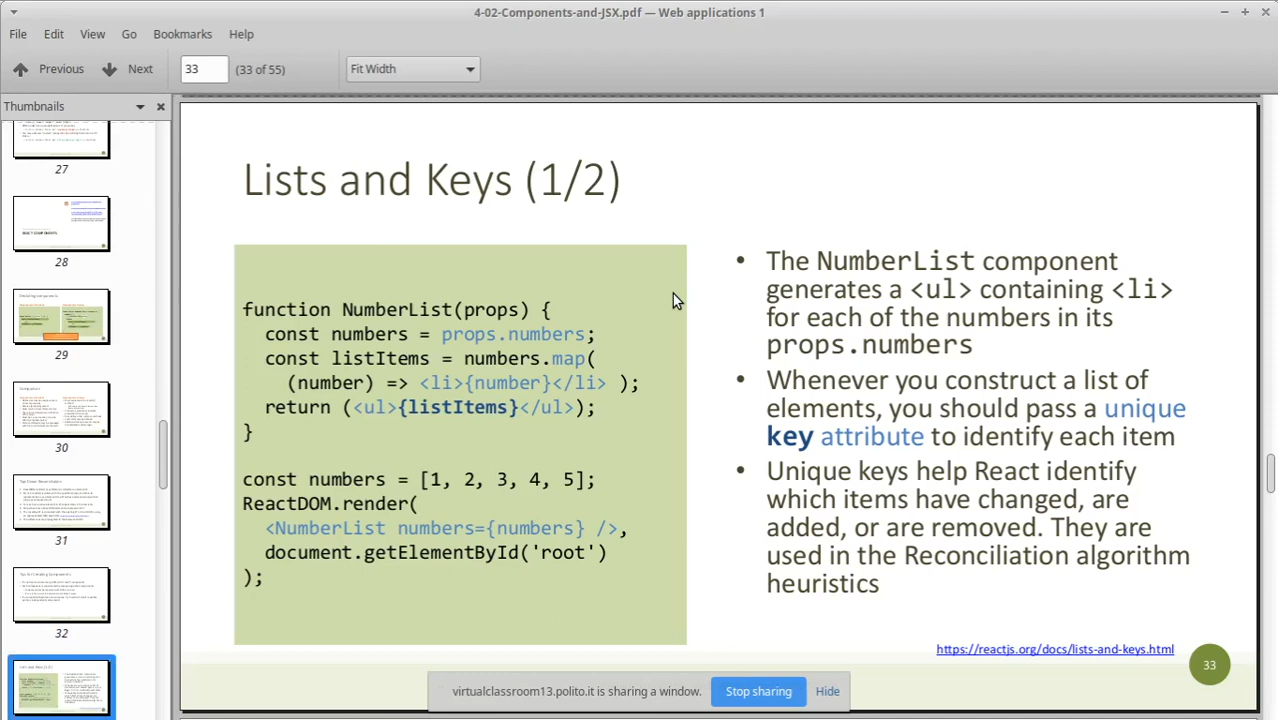 4-02-Components-and-JSX.pdf — Web applications 1
File Edit View Go Bookmarks Help
Previous Next 33 (33 of 55) Fit Width
Thumbnails
27
28
REACT COMPONENTS
29
30
31
32
Lists and Keys (1/2)
function NumberList(props) {
const numbers = props.numbers;
const listItems = numbers.map(
(number) => <li>{number}</li> );
return (<ul>{listItems}</ul>);
}
const numbers = [1, 2, 3, 4, 5];
ReactDOM.render(
<NumberList numbers={numbers} />,
document.getElementById('root')
);
• The NumberList component
generates a <ul> containing <li>
for each of the numbers in its
props.numbers
• Whenever you construct a list of
elements, you should pass a unique
key attribute to identify each item
• Unique keys help React identify
which items have changed, are
added, or are removed. They are
used in the Reconciliation algorithm
neuristics
https://reactjs.org/docs/lists-and-keys.html
33
virtualclassroom13.polito.it is sharing a window. Stop sharing Hide